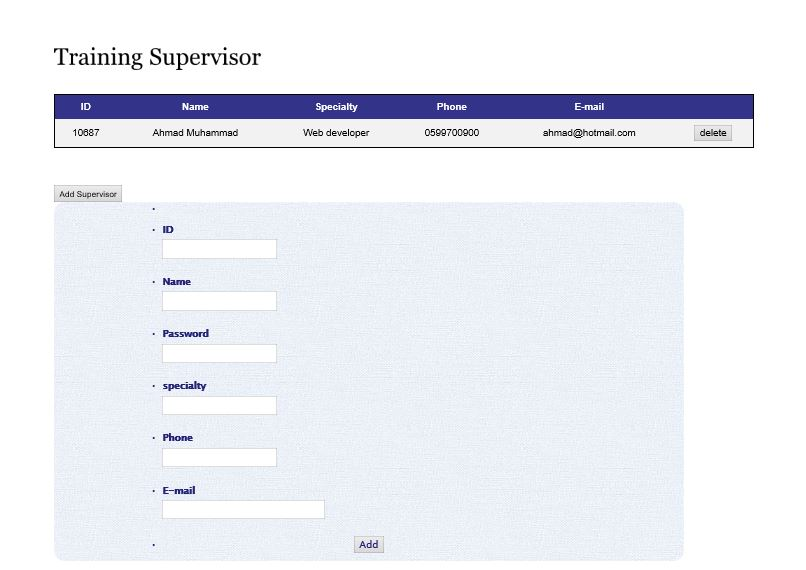 Training Supervisor
ID Name Specialty Phone E-mail
10687 Ahmad Muhammad Web developer 0599700900 ahmad@hotmail.com delete
Add Supervisor
ID
Name
Password
specialty
Phone
E-mail
Add